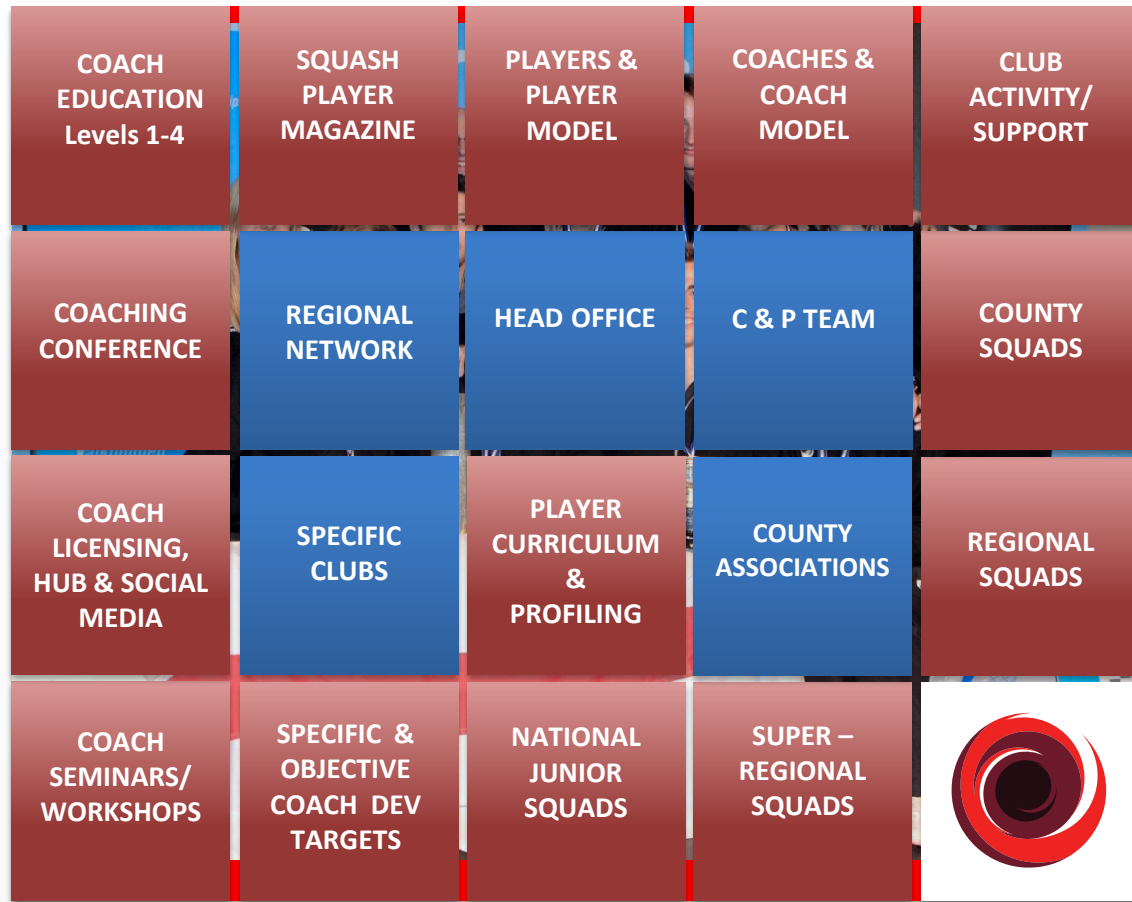 COACH
EDUCATION
Levels 1-4
SQUASH
PLAYER
MAGAZINE
PLAYERS &
PLAYER
MODEL
COACHES &
COACH
MODEL
CLUB
ACTIVITY/
SUPPORT
COACHING
CONFERENCE
REGIONAL
NETWORK
HEAD OFFICE
C & P TEAM
COUNTY
SQUADS
COACH
LICENSING,
HUB & SOCIAL
MEDIA
SPECIFIC
CLUBS
PLAYER
CURRICULUM
&
PROFILING
COUNTY
ASSOCIATIONS
REGIONAL
SQUADS
COACH
SEMINARS/
WORKSHOPS
SPECIFIC &
OBJECTIVE
COACH DEV
TARGETS
NATIONAL
JUNIOR
SQUADS
SUPER –
REGIONAL
SQUADS